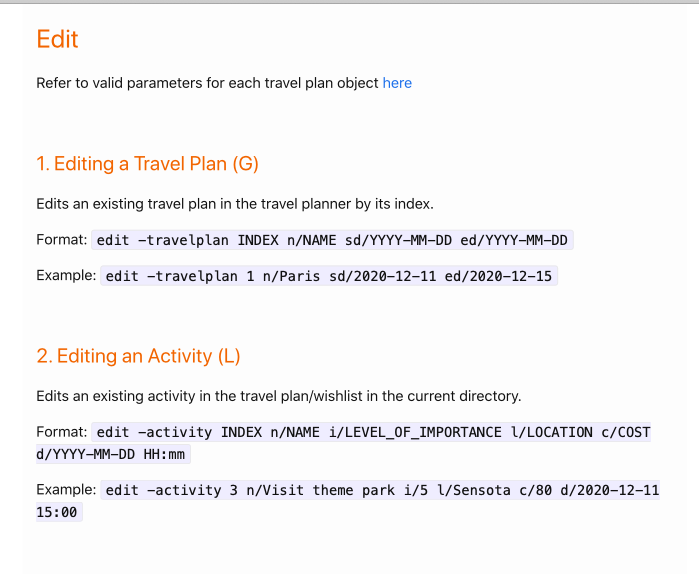 Edit
Refer to valid parameters for each travel plan object here
1. Editing a Travel Plan (G)
Edits an existing travel plan in the travel planner by its index.
Format: edit -travelplan INDEX n/NAME sd/YYYY-MM-DD ed/YYYY-MM-DD
Example: edit -travelplan 1 n/Paris sd/2020-12-11 ed/2020-12-15
2. Editing an Activity (L)
Edits an existing activity in the travel plan/wishlist in the current directory.
Format: edit -activity INDEX n/NAME i/LEVEL_OF_IMPORTANCE l/LOCATION c/COST
d/YYYY-MM-DD HH:mm
Example: edit -activity 3 n/Visit theme park i/5 l/Sensota c/80 d/2020-12-11
15:00